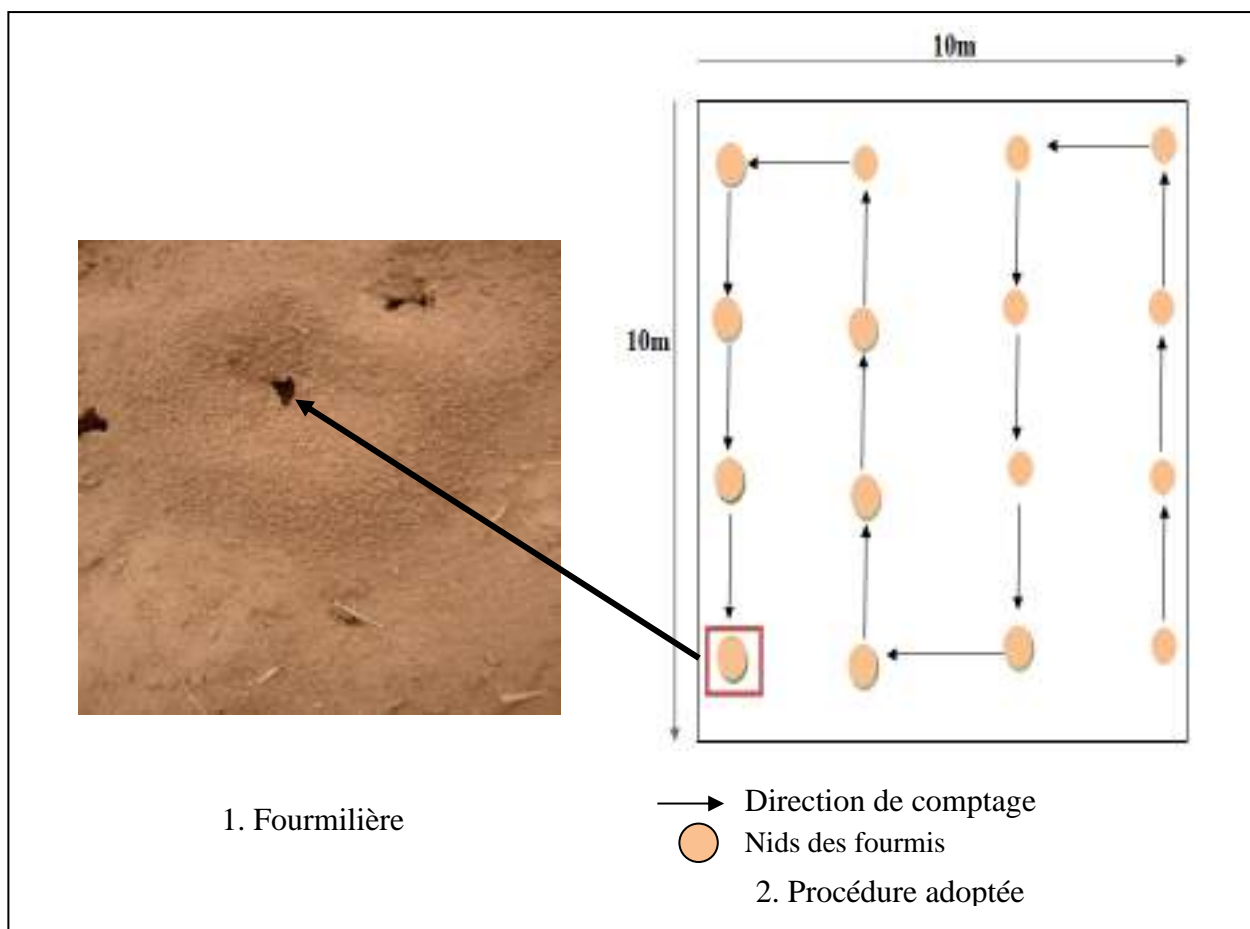 10m
10m
1. Fourmilière
Direction de comptage
Nids des fourmis
2. Procédure adoptée